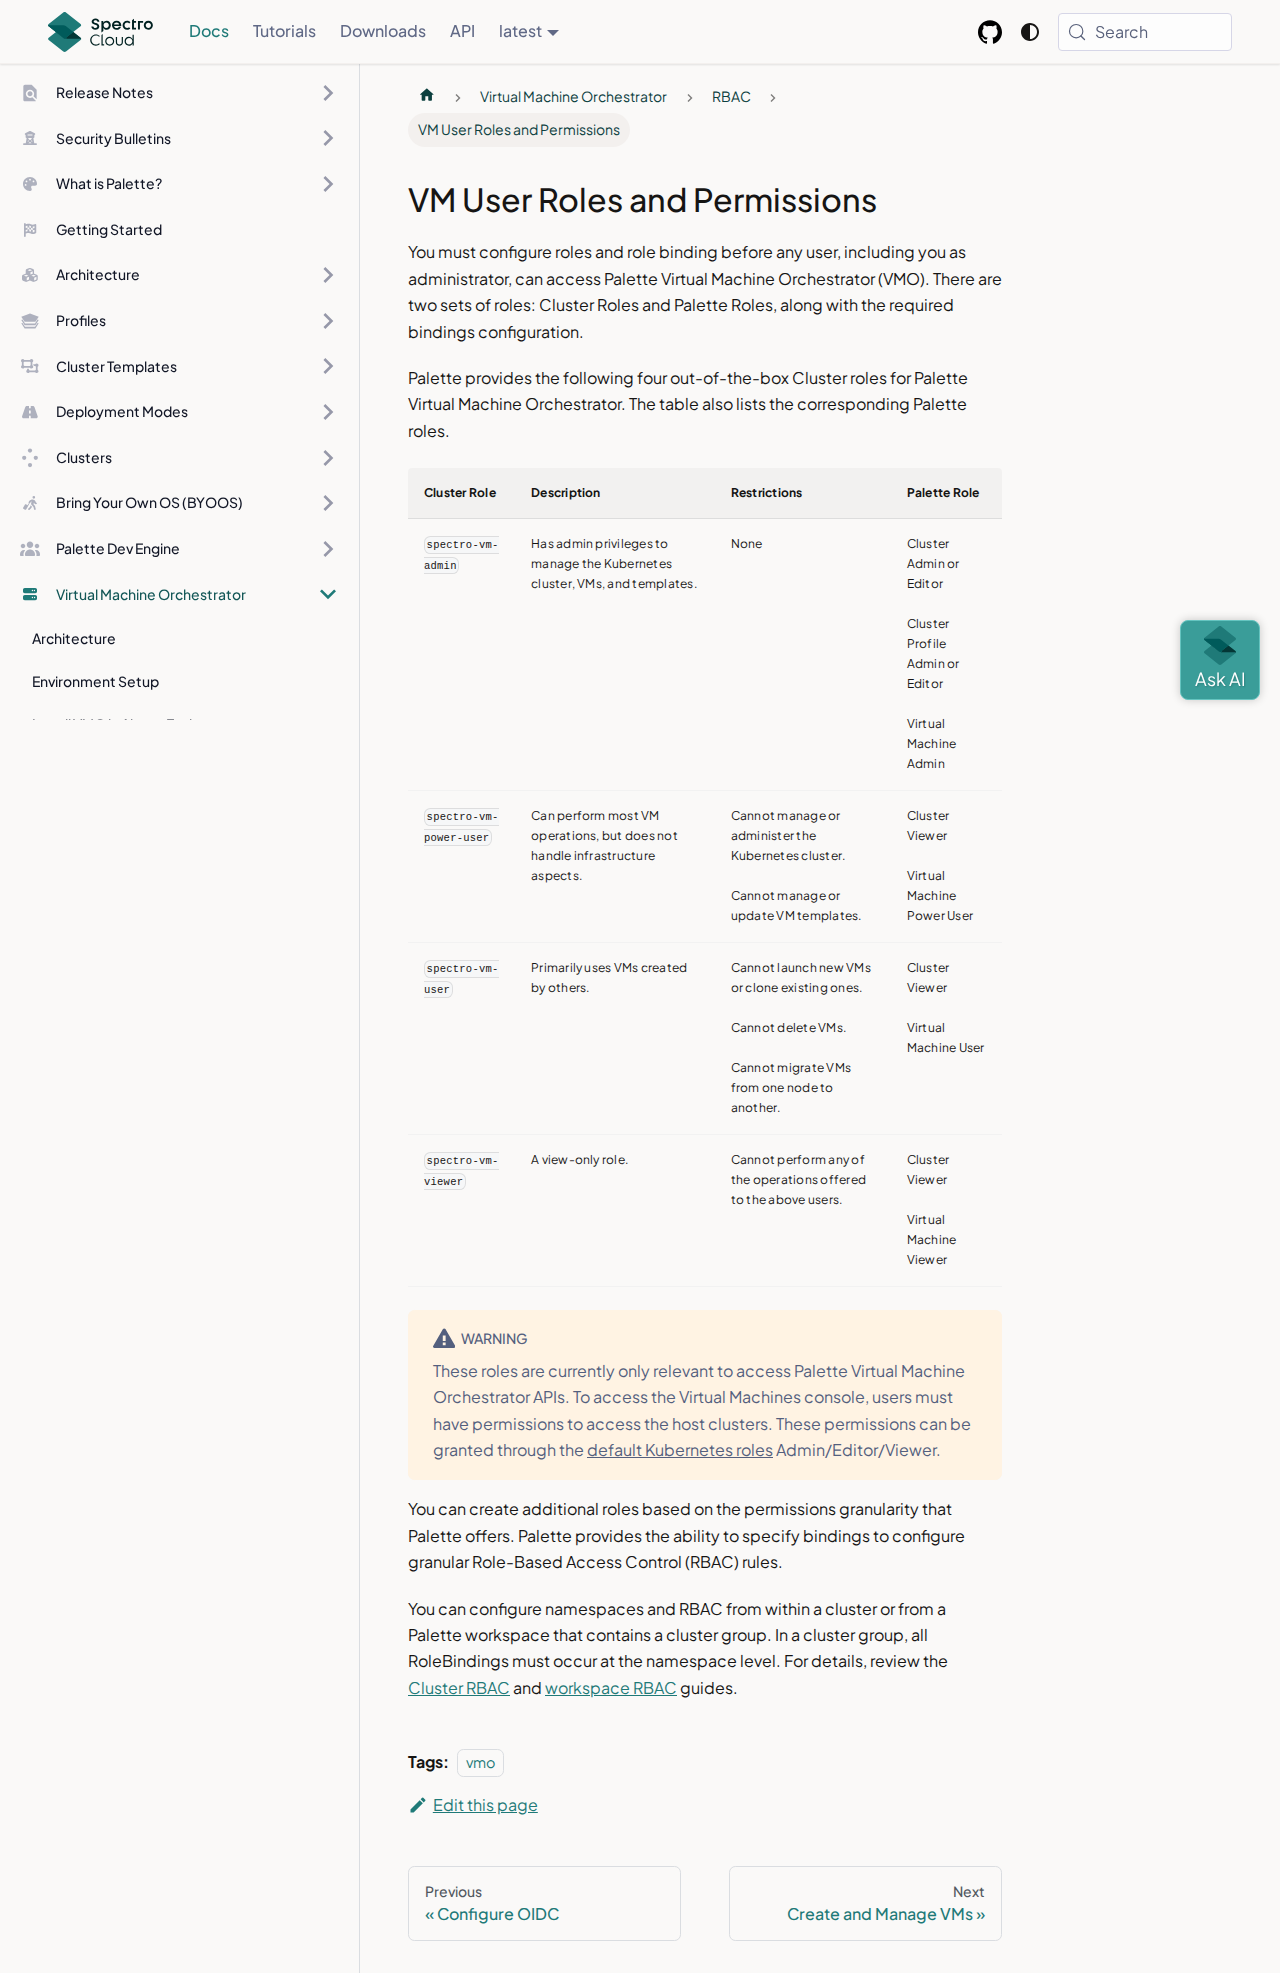 Spectro
Cloud
Docs
Tutorials
Downloads
API
latest
Search
Release Notes
Security Bulletins
What is Palette?
Getting Started
Architecture
Profiles
Cluster Templates
Deployment Modes
Clusters
Bring Your Own OS (BYOOS)
Palette Dev Engine
Virtual Machine Orchestrator
Architecture
Environment Setup
Virtual Machine Orchestrator
RBAC
VM User Roles and Permissions
VM User Roles and Permissions
You must configure roles and role binding before any user, including you as
administrator, can access Palette Virtual Machine Orchestrator (VMO). There are
two sets of roles: Cluster Roles and Palette Roles, along with the required
bindings configuration.
Palette provides the following four out-of-the-box Cluster roles for Palette
Virtual Machine Orchestrator. The table also lists the corresponding Palette
roles.
Cluster Role Description Restrictions Palette Role
spectro-vm-
admin
Has admin privileges to
manage the Kubernetes
cluster, VMs, and templates.
None
Cluster
Admin or
Editor
Cluster
Profile
Admin or
Editor
Virtual
Machine
Admin
spectro-vm-
power-user
Can perform most VM
operations, but does not
handle infrastructure
aspects.
Cannot manage or
administer the
Kubernetes cluster.
Cannot manage or
update VM templates.
Cluster
Viewer
Virtual
Machine
Power User
spectro-vm-
user
Primarily uses VMs created
by others.
Cannot launch new VMs
or clone existing ones.
Cannot delete VMs.
Cannot migrate VMs
from one node to
another.
Cluster
Viewer
Virtual
Machine User
spectro-vm-
viewer
A view-only role.
Cannot perform any of
the operations offered
to the above users.
Cluster
Viewer
Virtual
Machine
Viewer
WARNING
These roles are currently only relevant to access Palette Virtual Machine
Orchestrator APIs. To access the Virtual Machines console, users must
have permissions to access the host clusters. These permissions can be
granted through the default Kubernetes roles Admin/Editor/Viewer.
You can create additional roles based on the permissions granularity that
Palette offers. Palette provides the ability to specify bindings to configure
granular Role-Based Access Control (RBAC) rules.
You can configure namespaces and RBAC from within a cluster or from a
Palette workspace that contains a cluster group. In a cluster group, all
RoleBindings must occur at the namespace level. For details, review the
Cluster RBAC and workspace RBAC guides.
Tags: vmo
Edit this page
Previous
« Configure OIDC
Next
Create and Manage VMs »
Ask AI